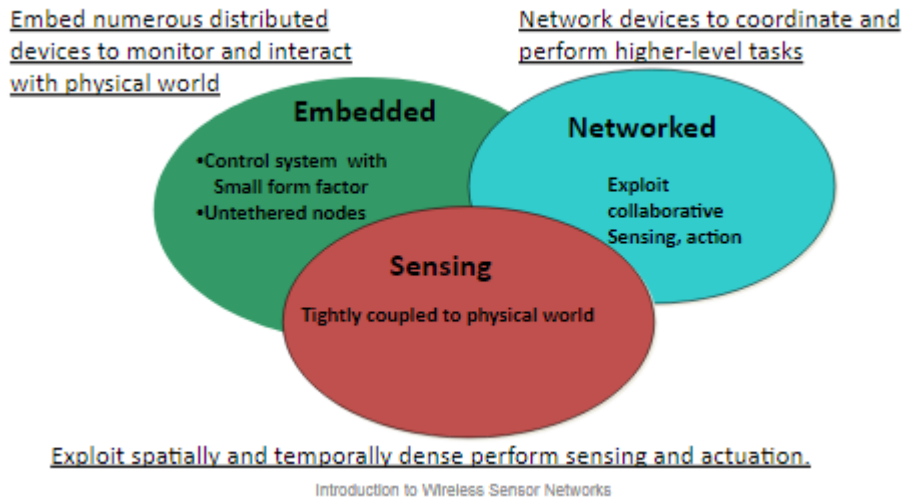 Embed numerous distributed
devices to monitor and interact
with physical world
Network devices to coordinate and
perform higher-level tasks
Embedded
•Control system with
Small form factor
•Untethered nodes
Networked
Exploit
collaborative
Sensing, action
Sensing
Tightly coupled to physical world
Exploit spatially and temporally dense perform sensing and actuation.
Introduction to Wireless Sensor Networks